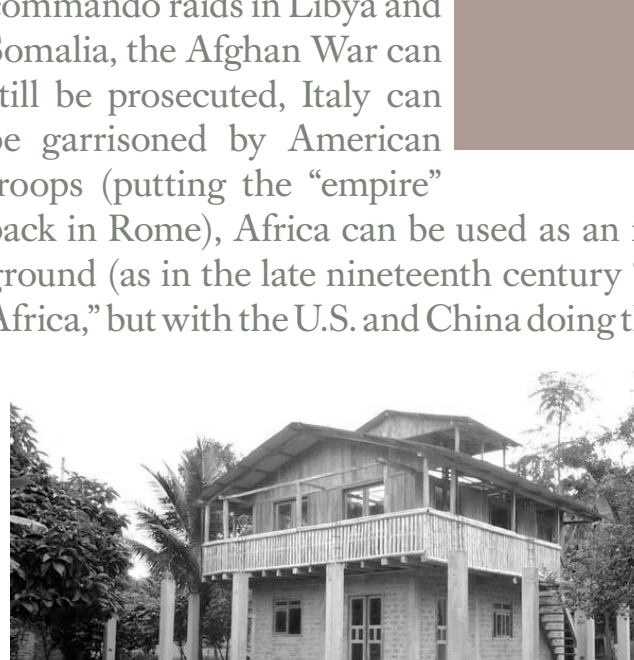 commando raids in Libya and
Somalia, the Afghan War can
still be prosecuted, Italy can
be garrisoned by American
troops (putting the “empire”
back in Rome), Africa can be used as an
ground (as in the late nineteenth century
Africa,” but with the U.S. and China doing